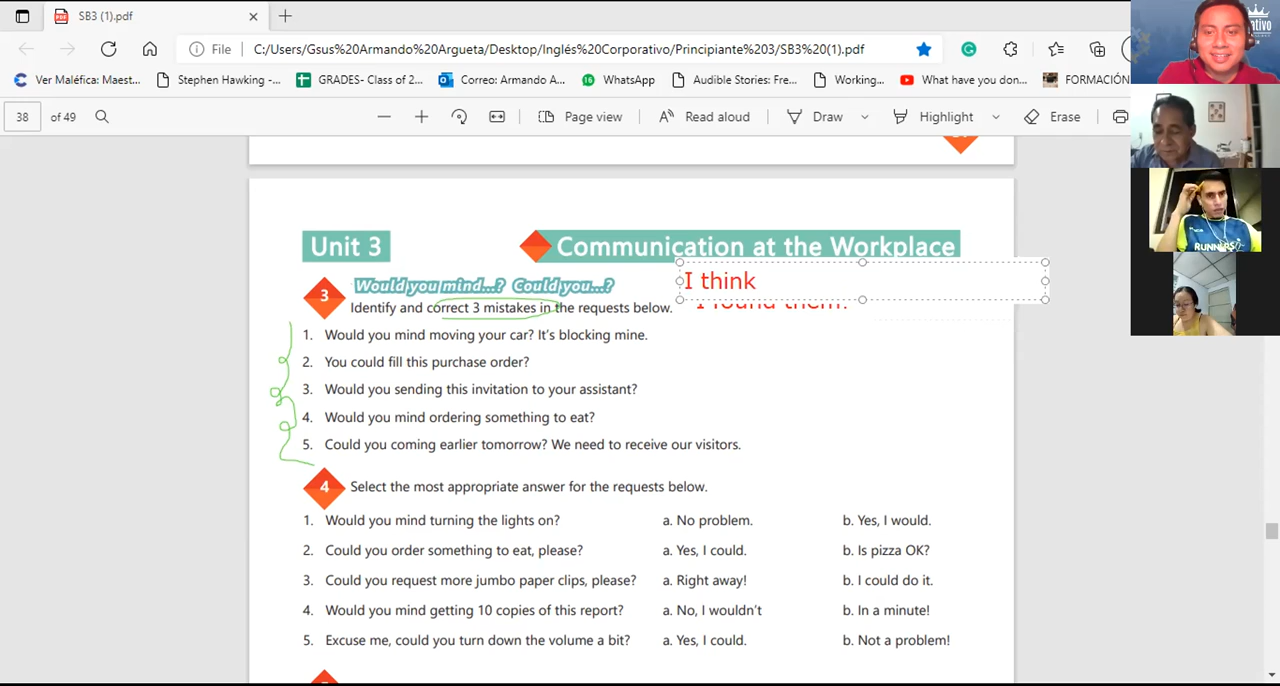 SB3 (1).pdf
File C:/Users/Gsus%20Armando%20Argueta/Desktop/Inglés%20Corporativo/Principiante%203/SB3%20(1).pdf
Ver Maléfica: Maest... Stephen Hawking -... GRADES- Class of 2... Correo: Armando A... WhatsApp Audible Stories: Fre... Working... What have you don... FORMACIÓN
38 of 49 Page view Read aloud Draw Highlight Erase
Unit 3 Communication at the Workplace
3 Would you mind...? Could you...?
I think
Identify and correct 3 mistakes in the requests below.
I found them!
1. Would you mind moving your car? It's blocking mine.
2. You could fill this purchase order?
3. Would you sending this invitation to your assistant?
4. Would you mind ordering something to eat?
5. Could you coming earlier tomorrow? We need to receive our visitors.
4 Select the most appropriate answer for the requests below.
1. Would you mind turning the lights on? a. No problem. b. Yes, I would.
2. Could you order something to eat, please? a. Yes, I could. b. Is pizza OK?
3. Could you request more jumbo paper clips, please? a. Right away! b. I could do it.
4. Would you mind getting 10 copies of this report? a. No, I wouldn't b. In a minute!
5. Excuse me, could you turn down the volume a bit? a. Yes, I could. b. Not a problem!
RUNNERS